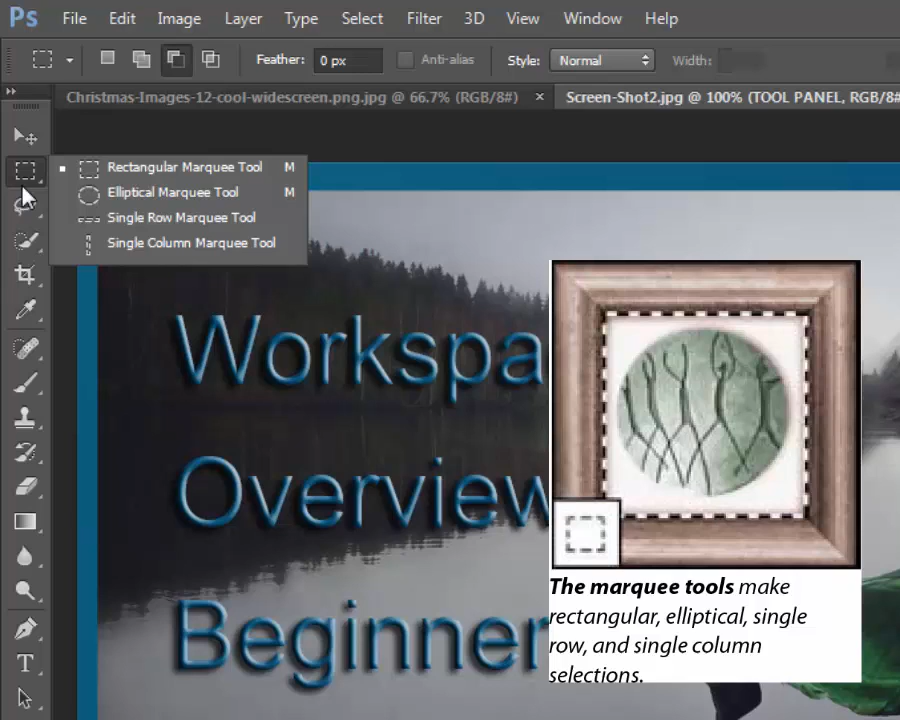 Ps File Edit Image Layer Type Select Filter 3D View Window Help
Feather: 0 px Anti-alias Style: Normal Width:
Christmas-Images-12-cool-widescreen.png.jpg @ 66.7% (RGB/8#) × Screen-Shot2.jpg @ 100% (TOOL PANEL, RGB/8#
Rectangular Marquee Tool M
Elliptical Marquee Tool M
Single Row Marquee Tool
Single Column Marquee Tool
Workspa
Overview
Beginner
The marquee tools make
rectangular, elliptical, single
row, and single column
selections.
T